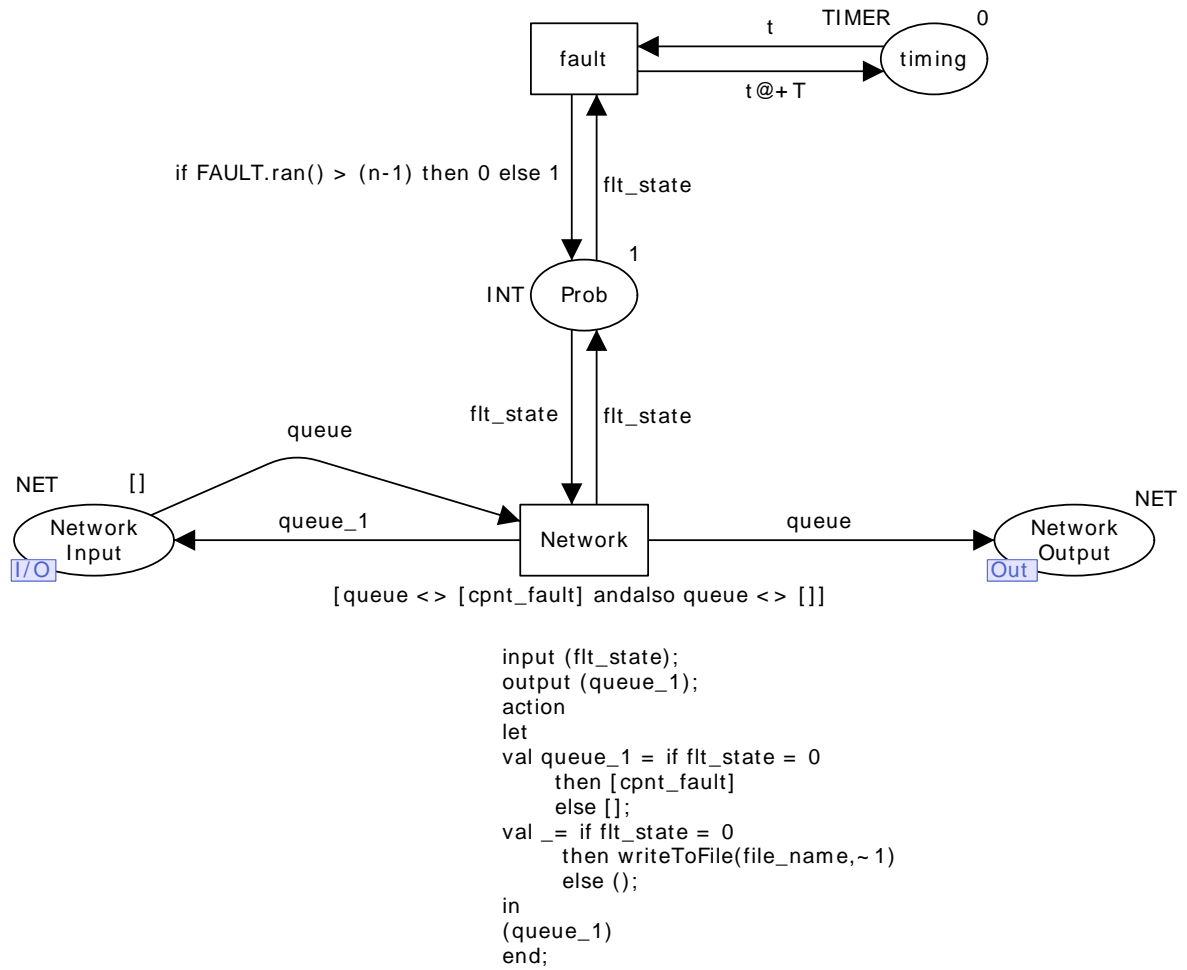 TIMER
0
t
fault
timing
t@+T
if FAULT.ran() > (n-1) then 0 else 1
flt_state
1
INT
Prob
flt_state
flt_state
queue
NET
[]
NET
Network
Input
I/O
queue_1
Network
queue
Network
Output
Out
[queue <> [cpnt_fault] andalso queue <> []]
input (flt_state);
output (queue_1);
action
let
val queue_1 = if flt_state = 0
then [cpnt_fault]
else [];
val _= if flt_state = 0
then writeToFile(file_name,~1)
else ();
in
(queue_1)
end;